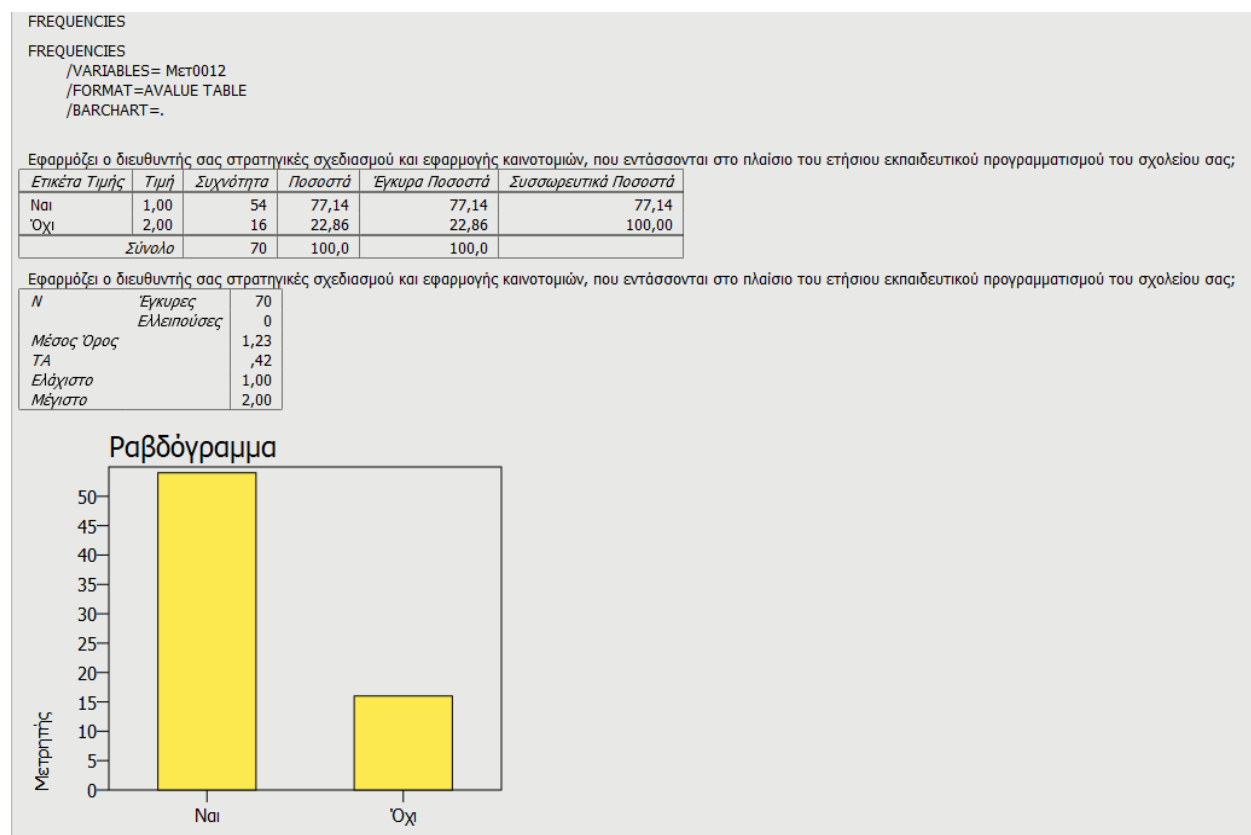 FREQUENCIES
FREQUENCIES
/VARIABLES= Μετ0012
/FORMAT=AVALUE TABLE
/BARCHART=.
Εφαρμόζει ο διευθυντής σας στρατηγικές σχεδιασμού και εφαρμογής καινοτομιών, που εντάσσονται στο πλαίσιο του ετήσιου εκπαιδευτικού προγραμματισμού του σχολείου σας;
Ετικέτα Τιμής Τιμή Συχνότητα Ποσοστά Έγκυρα Ποσοστά Συσσωρευτικά Ποσοστά
Ναι 1,00 54 77,14 77,14 77,14
Όχι 2,00 16 22,86 22,86 100,00
Σύνολο 70 100,0 100,0
Εφαρμόζει ο διευθυντής σας στρατηγικές σχεδιασμού και εφαρμογής καινοτομιών, που εντάσσονται στο πλαίσιο του ετήσιου εκπαιδευτικού προγραμματισμού του σχολείου σας;
N Έγκυρες 70
Ελλειπούσες 0
Μέσος Όρος 1,23
ΤΑ ,42
Ελάχιστο 1,00
Μέγιστο 2,00
Ραβδόγραμμα
50
45
40
35
30
25
20
15
10
5
0
Μετρητής
Ναι Όχι